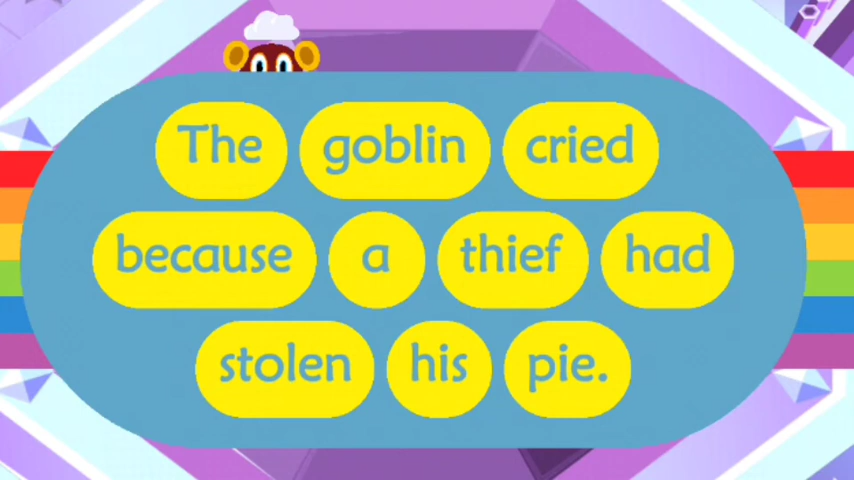 The goblin cried
because a thief had
stolen his pie.